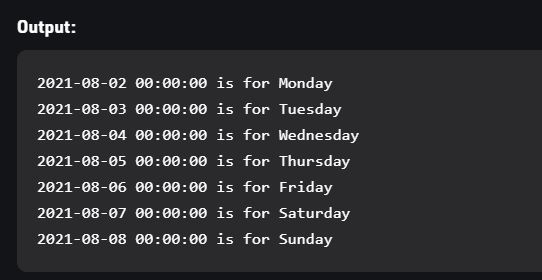 Output:
2021-08-02 00:00:00 is for Monday
2021-08-03 00:00:00 is for Tuesday
2021-08-04 00:00:00 is for Wednesday
2021-08-05 00:00:00 is for Thursday
2021-08-06 00:00:00 is for Friday
2021-08-07 00:00:00 is for Saturday
2021-08-08 00:00:00 is for Sunday